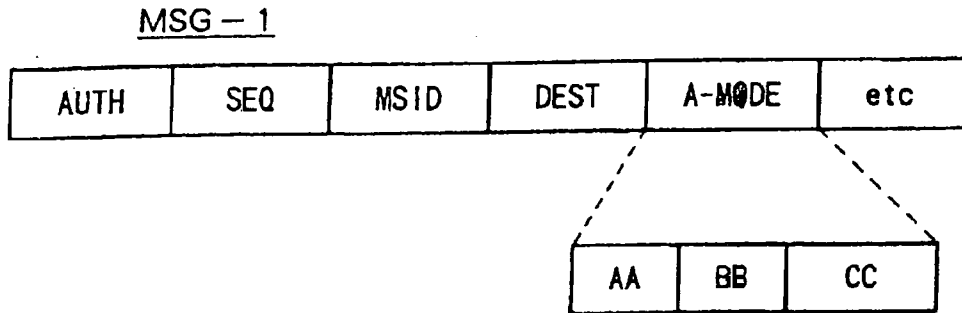 MSG – 1
AUTH SEQ MSID DEST A-MODE etc
AA BB CC